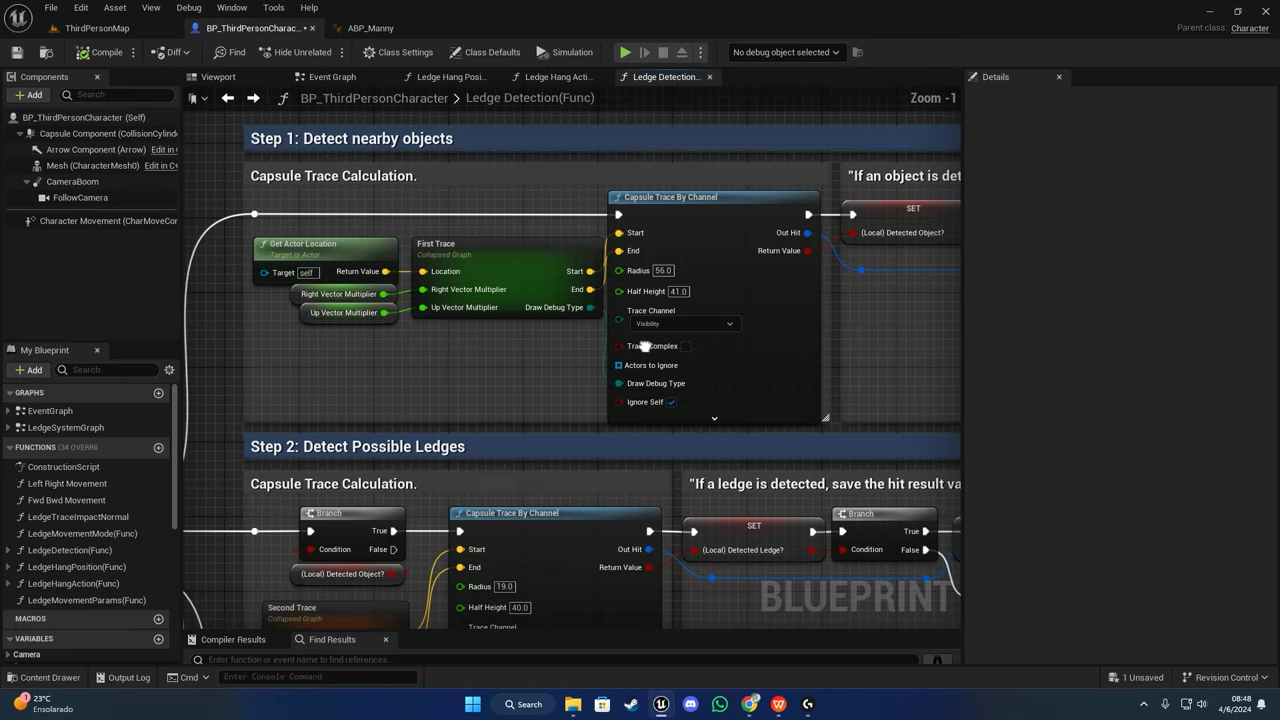 File Edit Asset View Debug Window Tools Help
ThirdPersonMap
BP_ThirdPersonCharac... •
ABP_Manny
Parent class: Character
Compile
Diff
Find
Hide Unrelated
Class Settings
Class Defaults
Simulation
No debug object selected
Components
Viewport
Event Graph
Ledge Hang Posi...
Ledge Hang Acti...
Ledge Detection...
Details
Add
Search
BP_ThirdPersonCharacter > Ledge Detection(Func)
Zoom -1
BP_ThirdPersonCharacter (Self)
Capsule Component (CollisionCylinde
Arrow Component (Arrow) Edit in
Mesh (CharacterMesh0) Edit in C+
CameraBoom
FollowCamera
Character Movement (CharMoveCor
Step 1: Detect nearby objects
Capsule Trace Calculation.
"If an object is det
Get Actor Location
Target is Actor
Target self
Return Value
Right Vector Multiplier
Up Vector Multiplier
First Trace
Collapsed Graph
Location
Right Vector Multiplier
Up Vector Multiplier
Start
End
Draw Debug Type
Capsule Trace By Channel
Start
End
Radius 56.0
Half Height 41.0
Trace Channel
Visibility
Actors to Ignore
Draw Debug Type
Ignore Self
Out Hit
Return Value
SET
(Local) Detected Object?
My Blueprint
Add
Search
GRAPHS
EventGraph
LedgeSystemGraph
FUNCTIONS (34 OVERRI
ConstructionScript
Left Right Movement
Fwd Bwd Movement
LedgeTraceImpactNormal
LedgeMovementMode(Func)
LedgeDetection(Func)
LedgeHangPosition(Func)
LedgeHangAction(Func)
LedgeMovementParams(Func)
MACROS
VARIABLES
Camera
Step 2: Detect Possible Ledges
Capsule Trace Calculation.
"If a ledge is detected, save the hit result va
Branch
True
Condition
False
(Local) Detected Object?
Second Trace
Collapsed Graph
Capsule Trace By Channel
Start
End
Radius 19.0
Half Height 40.0
Trace Channel
Out Hit
Return Value
SET
(Local) Detected Ledge?
Branch
True
Condition
False
BLUEPRINT
Compiler Results
Find Results
Enter function or event name to find references...
Content Drawer
Output Log
Cmd
Enter Console Command
1 Unsaved
Revision Control
23°C
Ensolarado
Search
08:48
4/6/2024